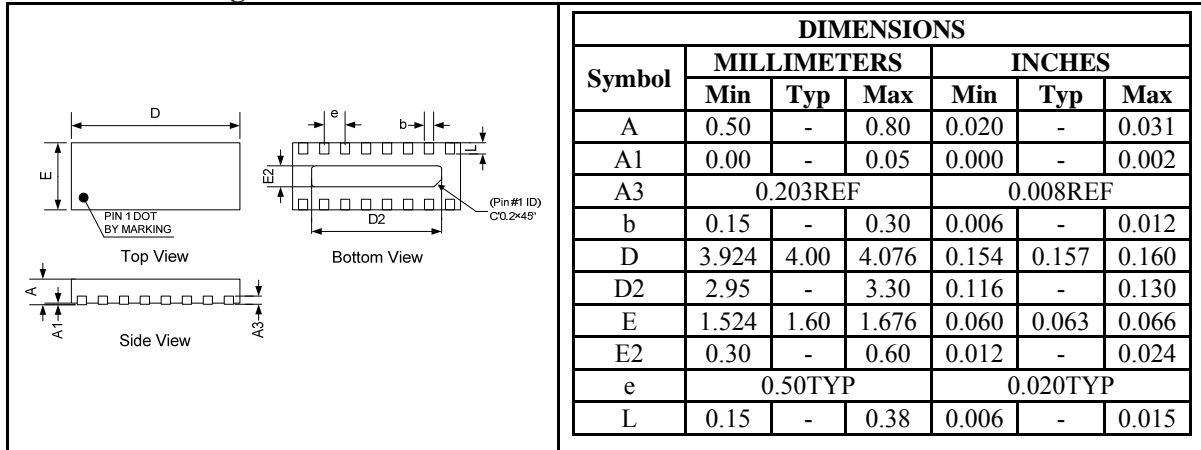 D
E
PIN 1 DOT
BY MARKING
Top View
e
b
L
E2
D2
(Pin#1 ID)
C'0.2×45°
Bottom View
A
A1
A3
Side View
DIMENSIONS
Symbol MILLIMETERS INCHES
Min Typ Max Min Typ Max
A 0.50 - 0.80 0.020 - 0.031
A1 0.00 - 0.05 0.000 - 0.002
A3 0.203REF 0.008REF
b 0.15 - 0.30 0.006 - 0.012
D 3.924 4.00 4.076 0.154 0.157 0.160
D2 2.95 - 3.30 0.116 - 0.130
E 1.524 1.60 1.676 0.060 0.063 0.066
E2 0.30 - 0.60 0.012 - 0.024
e 0.50TYP 0.020TYP
L 0.15 - 0.38 0.006 - 0.015